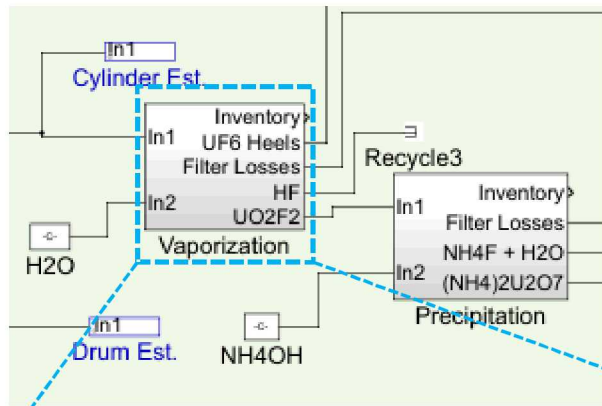 In1
Cylinder Est.
Inventory
In1
UF6 Heels
Filter Losses
HF
In2
UO2F2
Vaporization
Recycle3
-C-
H2O
Inventory
In1
Filter Losses
NH4F + H2O
In2
(NH4)2U2O7
Precipitation
In1
Drum Est.
-C-
NH4OH